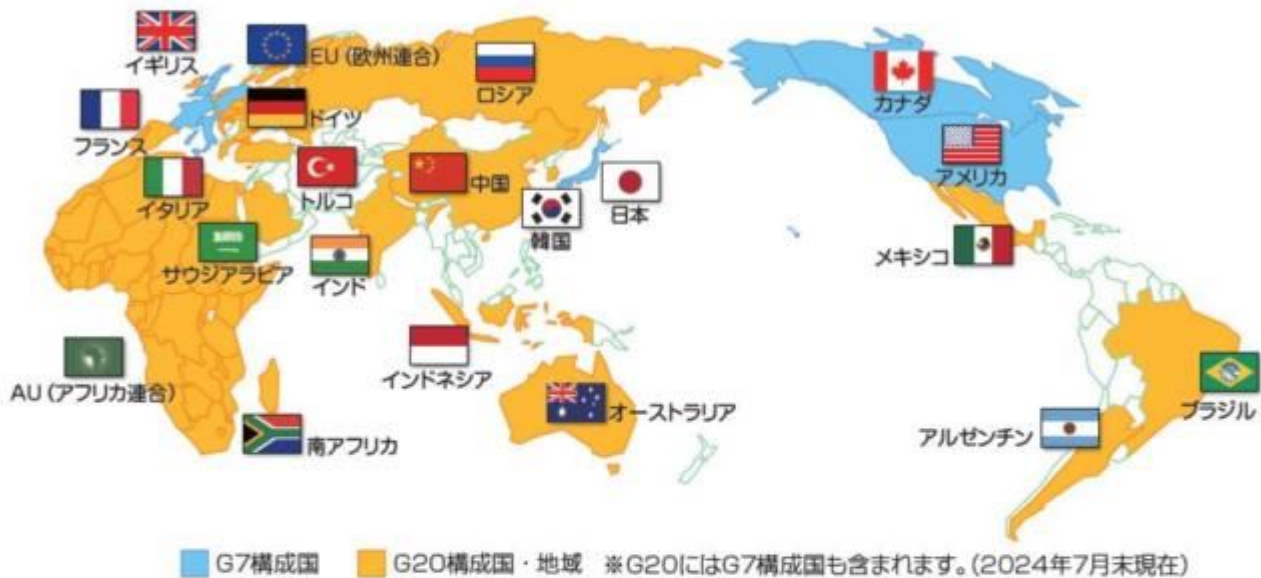 イギリス
EU(欧州連合)
ロシア
カナダ
フランス
ドイツ
アメリカ
イタリア
トルコ
中国
日本
韓国
サウジアラビア
インド
メキシコ
AU(アフリカ連合)
インドネシア
南アフリカ
オーストラリア
アルゼンチン
ブラジル
G7構成国 G20構成国・地域 ※G20にはG7構成国も含まれます。(2024年7月末現在)